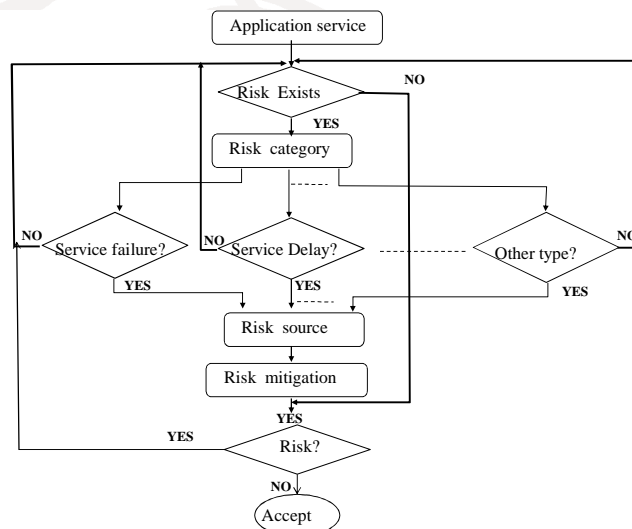 Application service
NO
Risk Exists
YES
Risk category
NO
Service failure?
NO
Service Delay?
Other type?
NO
YES
YES
YES
Risk source
Risk mitigation
YES
YES
Risk?
NO
Accept